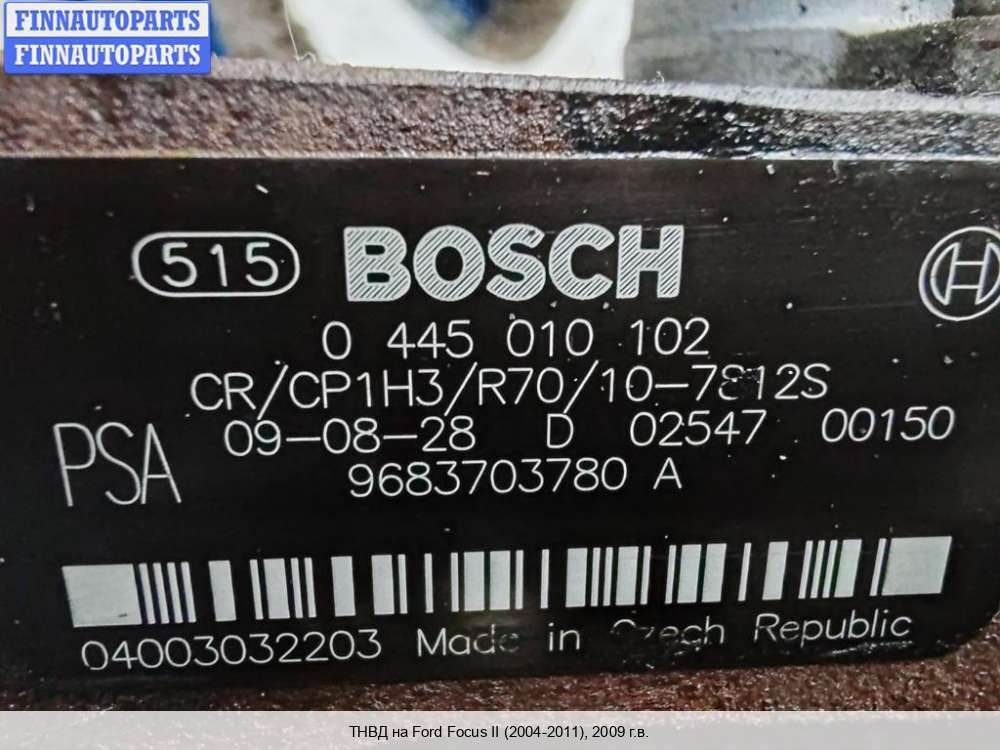 FINNAUTOPARTS
FINNAUTOPARTS
515 BOSCH
0 445 010 102
CR/CP1H3/R70/10-7812S
PSA 09-08-28 D 02547 00150
9683703780 A
04003032203 Made in Czech Republic
ТНВД на Ford Focus II (2004-2011), 2009 г.в.